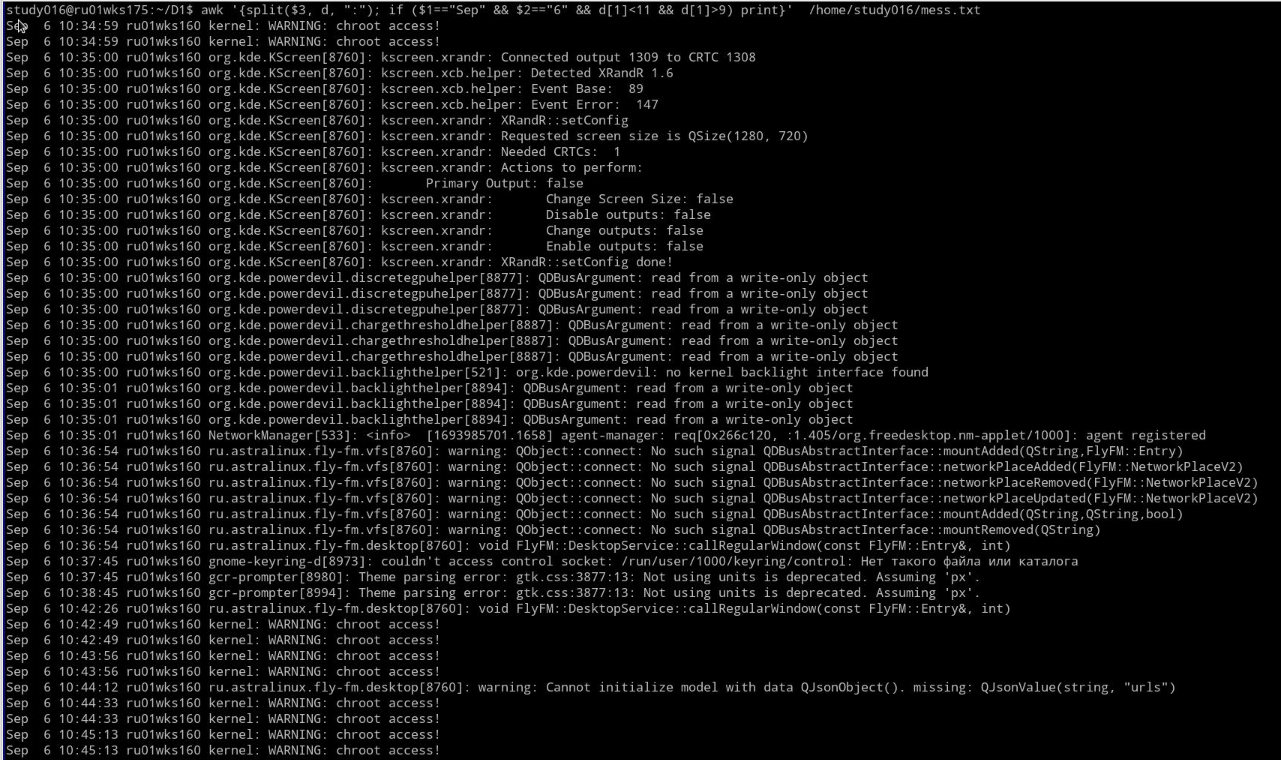 study016@ru01wks175:~/D1$ awk '{split($3, d, ":"); if ($1=="Sep" && $2=="6" && d[1]<11 && d[1]>9) print}'  /home/study016/mess.txt
Sep  6 10:34:59 ru01wks160 kernel: WARNING: chroot access!
Sep  6 10:34:59 ru01wks160 kernel: WARNING: chroot access!
Sep  6 10:35:00 ru01wks160 org.kde.KScreen[8760]: kscreen.xrandr: Connected output 1309 to CRTC 1308
Sep  6 10:35:00 ru01wks160 org.kde.KScreen[8760]: kscreen.xcb.helper: Detected XRandR 1.6
Sep  6 10:35:00 ru01wks160 org.kde.KScreen[8760]: kscreen.xcb.helper: Event Base:  89
Sep  6 10:35:00 ru01wks160 org.kde.KScreen[8760]: kscreen.xcb.helper: Event Error:  147
Sep  6 10:35:00 ru01wks160 org.kde.KScreen[8760]: kscreen.xrandr: XRandR::setConfig
Sep  6 10:35:00 ru01wks160 org.kde.KScreen[8760]: kscreen.xrandr: Requested screen size is QSize(1280, 720)
Sep  6 10:35:00 ru01wks160 org.kde.KScreen[8760]: kscreen.xrandr: Needed CRTCs:  1
Sep  6 10:35:00 ru01wks160 org.kde.KScreen[8760]: kscreen.xrandr: Actions to perform:
Sep  6 10:35:00 ru01wks160 org.kde.KScreen[8760]:       Primary Output: false
Sep  6 10:35:00 ru01wks160 org.kde.KScreen[8760]: kscreen.xrandr:       Change Screen Size: false
Sep  6 10:35:00 ru01wks160 org.kde.KScreen[8760]: kscreen.xrandr:       Disable outputs: false
Sep  6 10:35:00 ru01wks160 org.kde.KScreen[8760]: kscreen.xrandr:       Change outputs: false
Sep  6 10:35:00 ru01wks160 org.kde.KScreen[8760]: kscreen.xrandr:       Enable outputs: false
Sep  6 10:35:00 ru01wks160 org.kde.KScreen[8760]: kscreen.xrandr: XRandR::setConfig done!
Sep  6 10:35:00 ru01wks160 org.kde.powerdevil.discretegpuhelper[8877]: QDBusArgument: read from a write-only object
Sep  6 10:35:00 ru01wks160 org.kde.powerdevil.discretegpuhelper[8877]: QDBusArgument: read from a write-only object
Sep  6 10:35:00 ru01wks160 org.kde.powerdevil.discretegpuhelper[8877]: QDBusArgument: read from a write-only object
Sep  6 10:35:00 ru01wks160 org.kde.powerdevil.chargethresholdhelper[8887]: QDBusArgument: read from a write-only object
Sep  6 10:35:00 ru01wks160 org.kde.powerdevil.chargethresholdhelper[8887]: QDBusArgument: read from a write-only object
Sep  6 10:35:00 ru01wks160 org.kde.powerdevil.chargethresholdhelper[8887]: QDBusArgument: read from a write-only object
Sep  6 10:35:00 ru01wks160 org.kde.powerdevil.backlighthelper[521]: org.kde.powerdevil: no kernel backlight interface found
Sep  6 10:35:01 ru01wks160 org.kde.powerdevil.backlighthelper[8894]: QDBusArgument: read from a write-only object
Sep  6 10:35:01 ru01wks160 org.kde.powerdevil.backlighthelper[8894]: QDBusArgument: read from a write-only object
Sep  6 10:35:01 ru01wks160 org.kde.powerdevil.backlighthelper[8894]: QDBusArgument: read from a write-only object
Sep  6 10:35:01 ru01wks160 NetworkManager[533]: <info>  [1693985701.1658] agent-manager: req[0x266c120, :1.405/org.freedesktop.nm-applet/1000]: agent registered
Sep  6 10:36:54 ru01wks160 ru.astralinux.fly-fm.vfs[8760]: warning: QObject::connect: No such signal QDBusAbstractInterface::mountAdded(QString,FlyFM::Entry)
Sep  6 10:36:54 ru01wks160 ru.astralinux.fly-fm.vfs[8760]: warning: QObject::connect: No such signal QDBusAbstractInterface::networkPlaceAdded(FlyFM::NetworkPlaceV2)
Sep  6 10:36:54 ru01wks160 ru.astralinux.fly-fm.vfs[8760]: warning: QObject::connect: No such signal QDBusAbstractInterface::networkPlaceRemoved(FlyFM::NetworkPlaceV2)
Sep  6 10:36:54 ru01wks160 ru.astralinux.fly-fm.vfs[8760]: warning: QObject::connect: No such signal QDBusAbstractInterface::networkPlaceUpdated(FlyFM::NetworkPlaceV2)
Sep  6 10:36:54 ru01wks160 ru.astralinux.fly-fm.vfs[8760]: warning: QObject::connect: No such signal QDBusAbstractInterface::mountAdded(QString,QString,bool)
Sep  6 10:36:54 ru01wks160 ru.astralinux.fly-fm.vfs[8760]: warning: QObject::connect: No such signal QDBusAbstractInterface::mountRemoved(QString)
Sep  6 10:36:54 ru01wks160 ru.astralinux.fly-fm.desktop[8760]: void FlyFM::DesktopService::callRegularWindow(const FlyFM::Entry&, int)
Sep  6 10:37:45 ru01wks160 gnome-keyring-d[8973]: couldn't access control socket: /run/user/1000/keyring/control: Нет такого файла или каталога
Sep  6 10:37:45 ru01wks160 gcr-prompter[8980]: Theme parsing error: gtk.css:3877:13: Not using units is deprecated. Assuming 'px'.
Sep  6 10:38:45 ru01wks160 gcr-prompter[8994]: Theme parsing error: gtk.css:3877:13: Not using units is deprecated. Assuming 'px'.
Sep  6 10:42:26 ru01wks160 ru.astralinux.fly-fm.desktop[8760]: void FlyFM::DesktopService::callRegularWindow(const FlyFM::Entry&, int)
Sep  6 10:42:49 ru01wks160 kernel: WARNING: chroot access!
Sep  6 10:42:49 ru01wks160 kernel: WARNING: chroot access!
Sep  6 10:43:56 ru01wks160 kernel: WARNING: chroot access!
Sep  6 10:43:56 ru01wks160 kernel: WARNING: chroot access!
Sep  6 10:44:12 ru01wks160 ru.astralinux.fly-fm.desktop[8760]: warning: Cannot initialize model with data QJsonObject(). missing: QJsonValue(string, "urls")
Sep  6 10:44:33 ru01wks160 kernel: WARNING: chroot access!
Sep  6 10:44:33 ru01wks160 kernel: WARNING: chroot access!
Sep  6 10:45:13 ru01wks160 kernel: WARNING: chroot access!
Sep  6 10:45:13 ru01wks160 kernel: WARNING: chroot access!